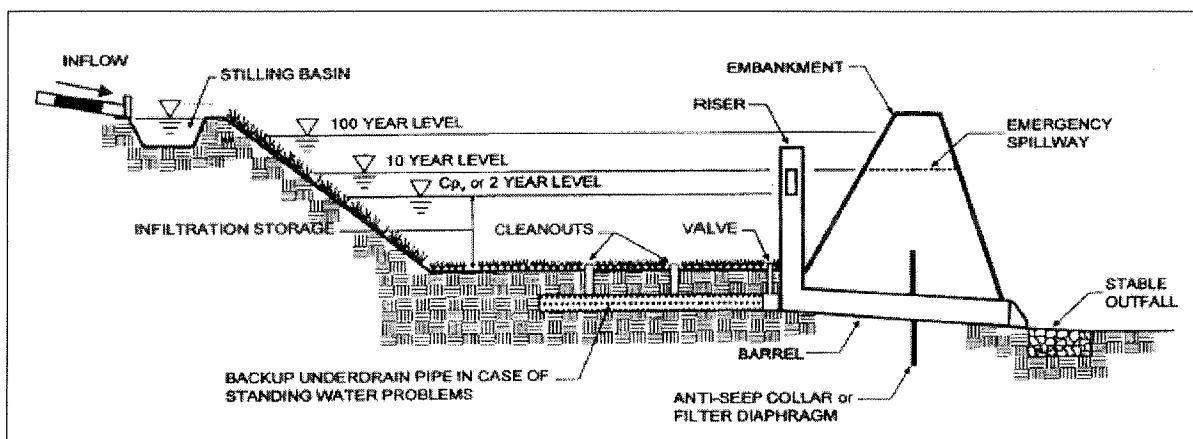 INFLOW
STILLING BASIN
EMBANKMENT
RISER
100 YEAR LEVEL
EMERGENCY
SPILLWAY
10 YEAR LEVEL
Cpv or 2 YEAR LEVEL
INFILTRATION STORAGE
CLEANOUTS
VALVE
STABLE
OUTFALL
BARREL
BACKUP UNDERDRAIN PIPE IN CASE OF
STANDING WATER PROBLEMS
ANTI-SEEP COLLAR or
FILTER DIAPHRAGM